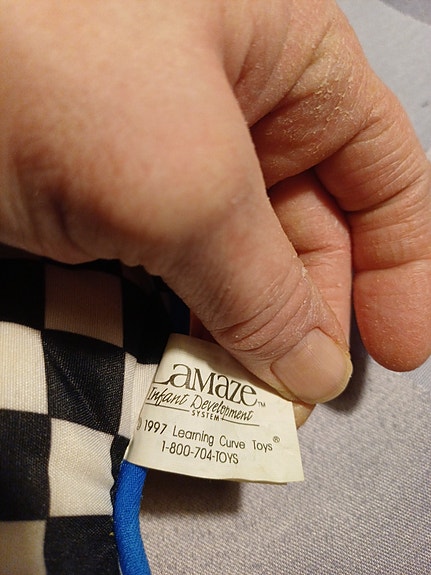 LaMaze™
Infant Development
SYSTEM
©1997 Learning Curve Toys®
1-800-704-TOYS